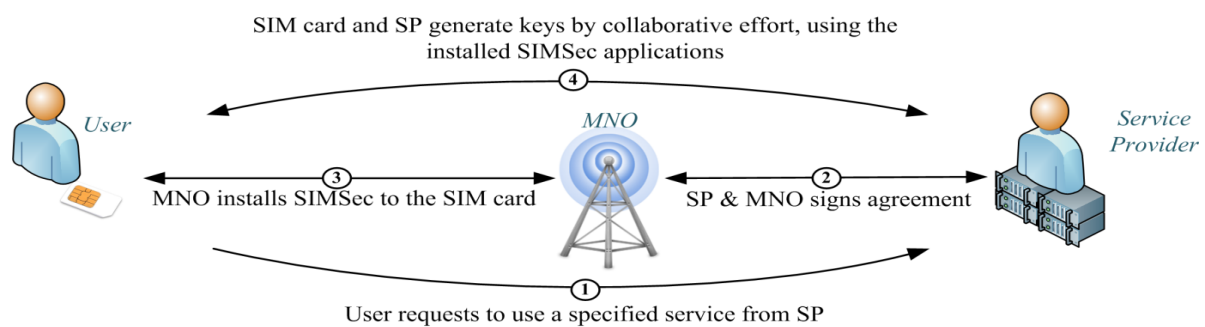 SIM card and SP generate keys by collaborative effort, using the
installed SIMSec applications
4
User
MNO
Service
Provider
3
MNO installs SIMSec to the SIM card
2
SP & MNO signs agreement
1
User requests to use a specified service from SP